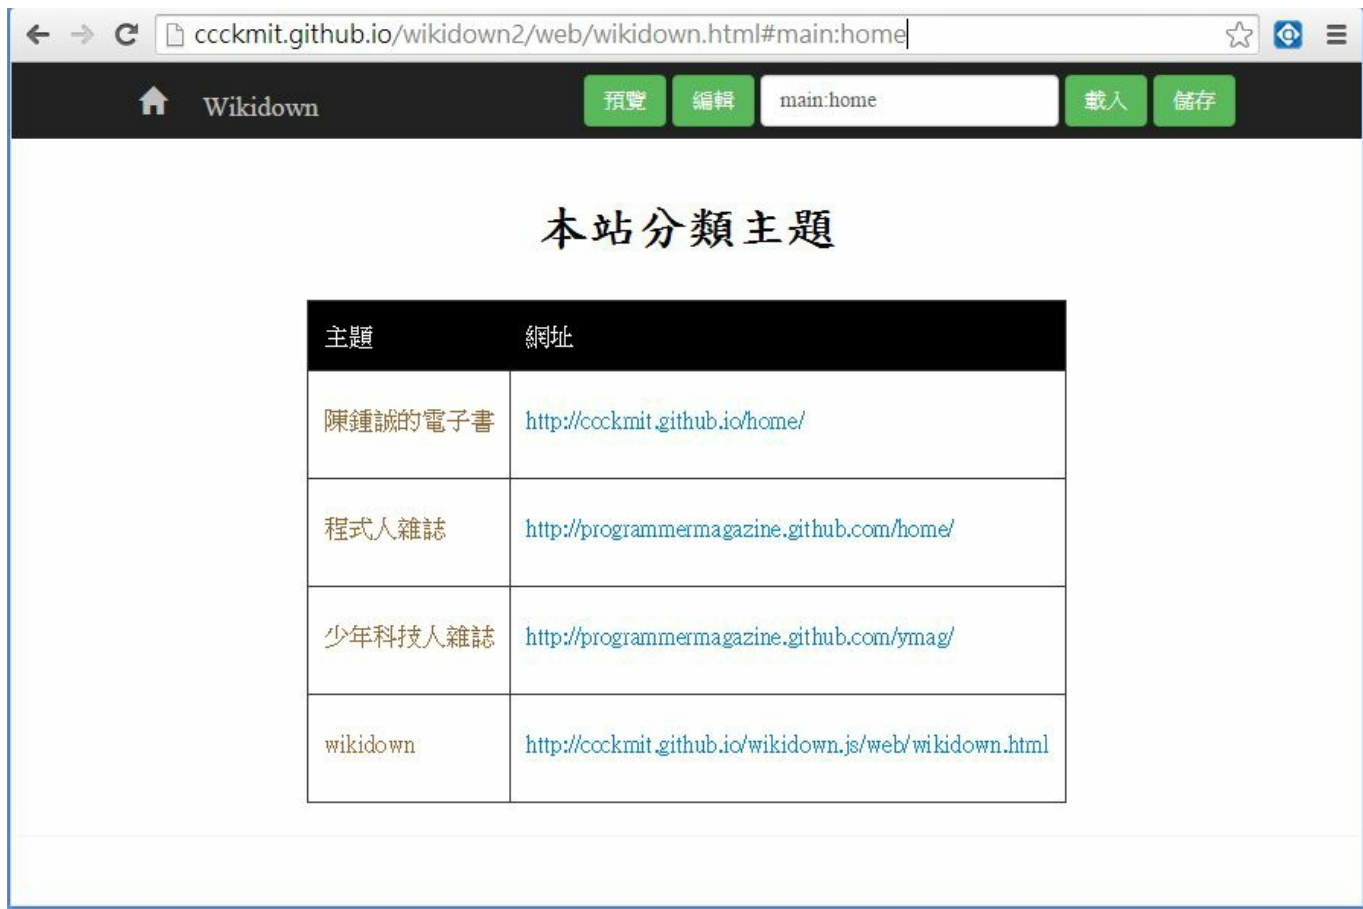 ccckmit.github.io/wikidown2/web/wikidown.html#main:home
Wikidown 預覽 編輯 main:home 載入 儲存
本站分類主題
主題 網址
陳鍾誠的電子書 http://ccckmit.github.io/home/
程式人雜誌 http://programmermagazine.github.com/home/
少年科技人雜誌 http://programmermagazine.github.com/ymag/
wikidown http://ccckmit.github.io/wikidown.js/web/wikidown.html